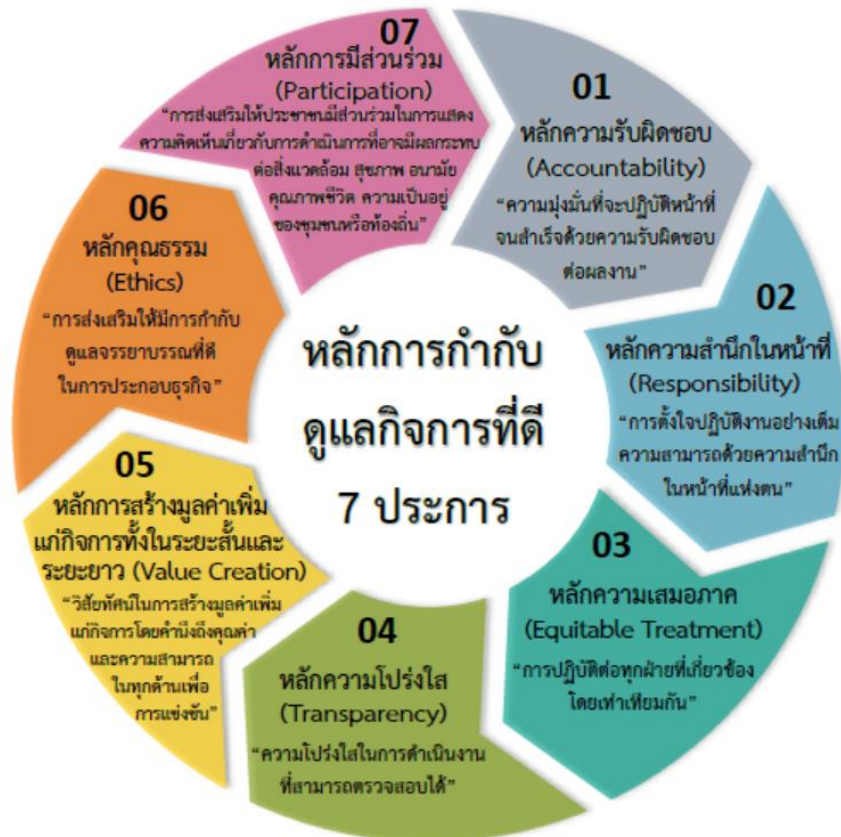 หลักการกำกับ
ดูแลกิจการที่ดี
7 ประการ
01
หลักความรับผิดชอบ
(Accountability)
“ความมุ่งมั่นที่จะปฏิบัติหน้าที่
จนสำเร็จด้วยความรับผิดชอบ
ต่อผลงาน”
02
หลักความสำนึกในหน้าที่
(Responsibility)
“การตั้งใจปฏิบัติงานอย่างเต็ม
ความสามารถด้วยความสำนึก
ในหน้าที่แห่งตน”
03
หลักความเสมอภาค
(Equitable Treatment)
“การปฏิบัติต่อทุกฝ่ายที่เกี่ยวข้อง
โดยเท่าเทียมกัน”
04
หลักความโปร่งใส
(Transparency)
“ความโปร่งใสในการดำเนินงาน
ที่สามารถตรวจสอบได้”
05
หลักการสร้างมูลค่าเพิ่ม
แก่กิจการทั้งในระยะสั้นและ
ระยะยาว (Value Creation)
“วิสัยทัศน์ในการสร้างมูลค่าเพิ่ม
แก่กิจการโดยคำนึงถึงคุณค่า
และความสามารถ
ในทุกด้านเพื่อ
การแข่งขัน”
06
หลักคุณธรรม
(Ethics)
“การส่งเสริมให้มีการกำกับ
ดูแลจรรยาบรรณที่ดี
ในการประกอบธุรกิจ”
07
หลักการมีส่วนร่วม
(Participation)
“การส่งเสริมให้ประชาชนมีส่วนร่วมในการแสดง
ความคิดเห็นเกี่ยวกับการดำเนินการที่อาจมีผลกระทบ
ต่อสิ่งแวดล้อม สุขภาพ อนามัย
คุณภาพชีวิต ความเป็นอยู่
ของชุมชนหรือท้องถิ่น”